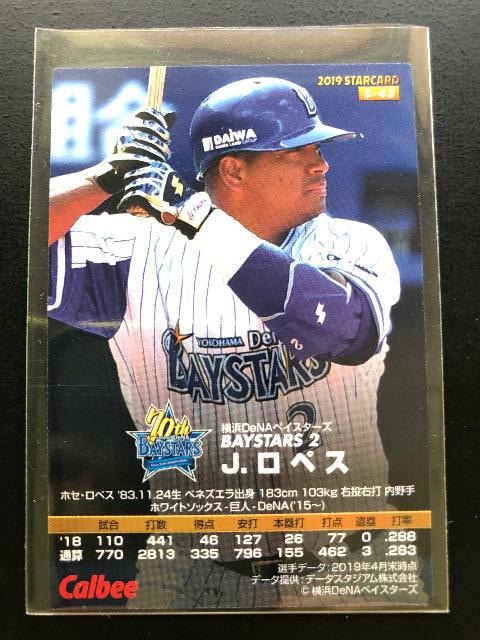 2019 STARCARD
S-43
DAIWA
YOKOHAMA DeNA
BAYSTARS
2
10th
BAYSTARS
横浜DeNAベイスターズ
BAYSTARS 2
J.ロペス
ホセ・ロペス '83.11.24生 ベネズエラ出身 183cm 103kg 右投右打 内野手
ホワイトソックス-巨人-DeNA('15~)
試合 打数 得点 安打 本塁打 打点 盗塁 打率
'18 110 441 46 127 26 77 0 .288
通算 770 2813 335 796 155 462 3 .283
選手データ:2019年4月末時点
データ提供:データスタジアム株式会社
© 横浜DeNAベイスターズ
Calbee